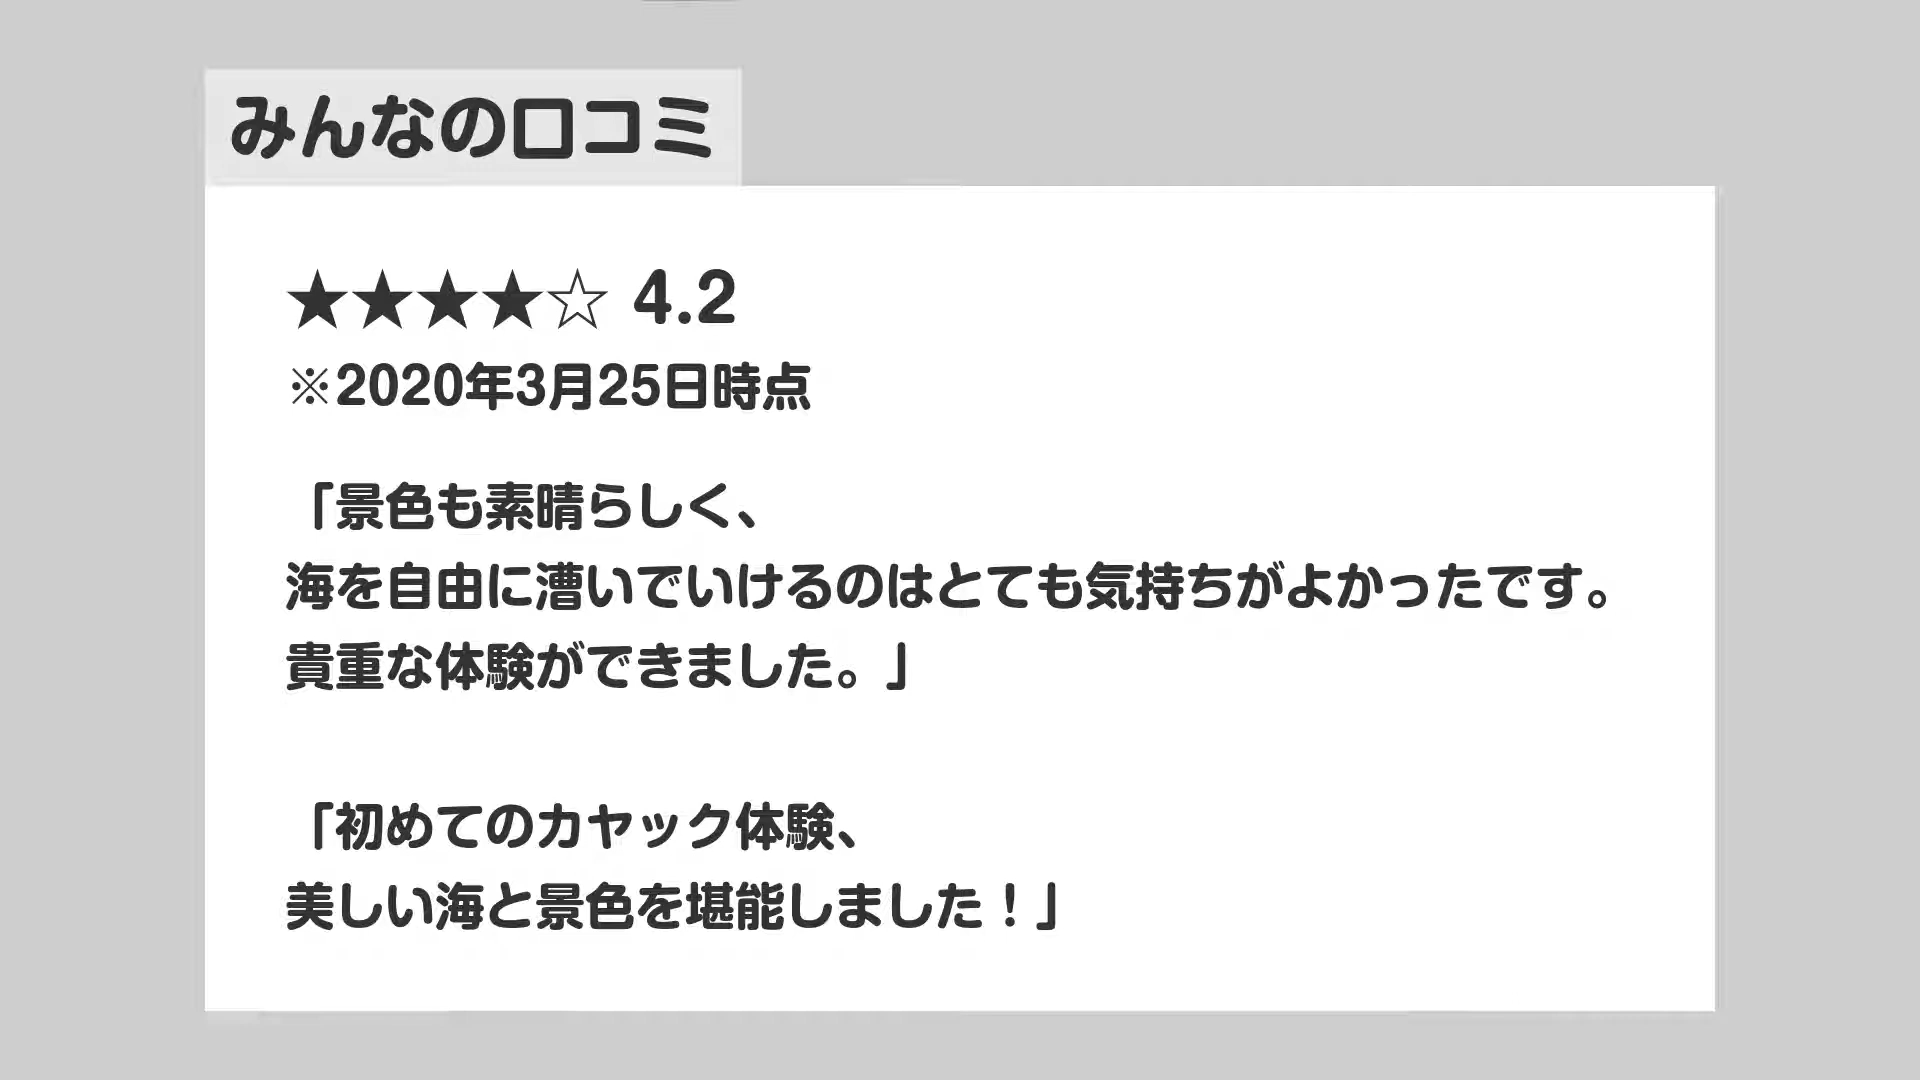 みんなの口コミ
★★★★☆ 4.2
※2020年3月25日時点
「景色も素晴らしく、
海を自由に漕いでいけるのはとても気持ちがよかったです。
貴重な体験ができました。」
「初めてのカヤック体験、
美しい海と景色を堪能しました！」